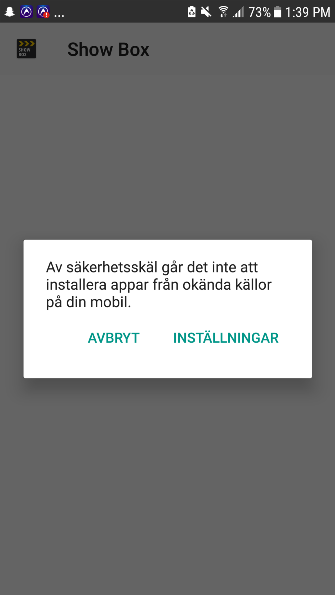 ... 73% 1:39 PM
SHOW
BOX
Show Box
Av säkerhetsskäl går det inte att
installera appar från okända källor
på din mobil.
AVBRYT INSTÄLLNINGAR